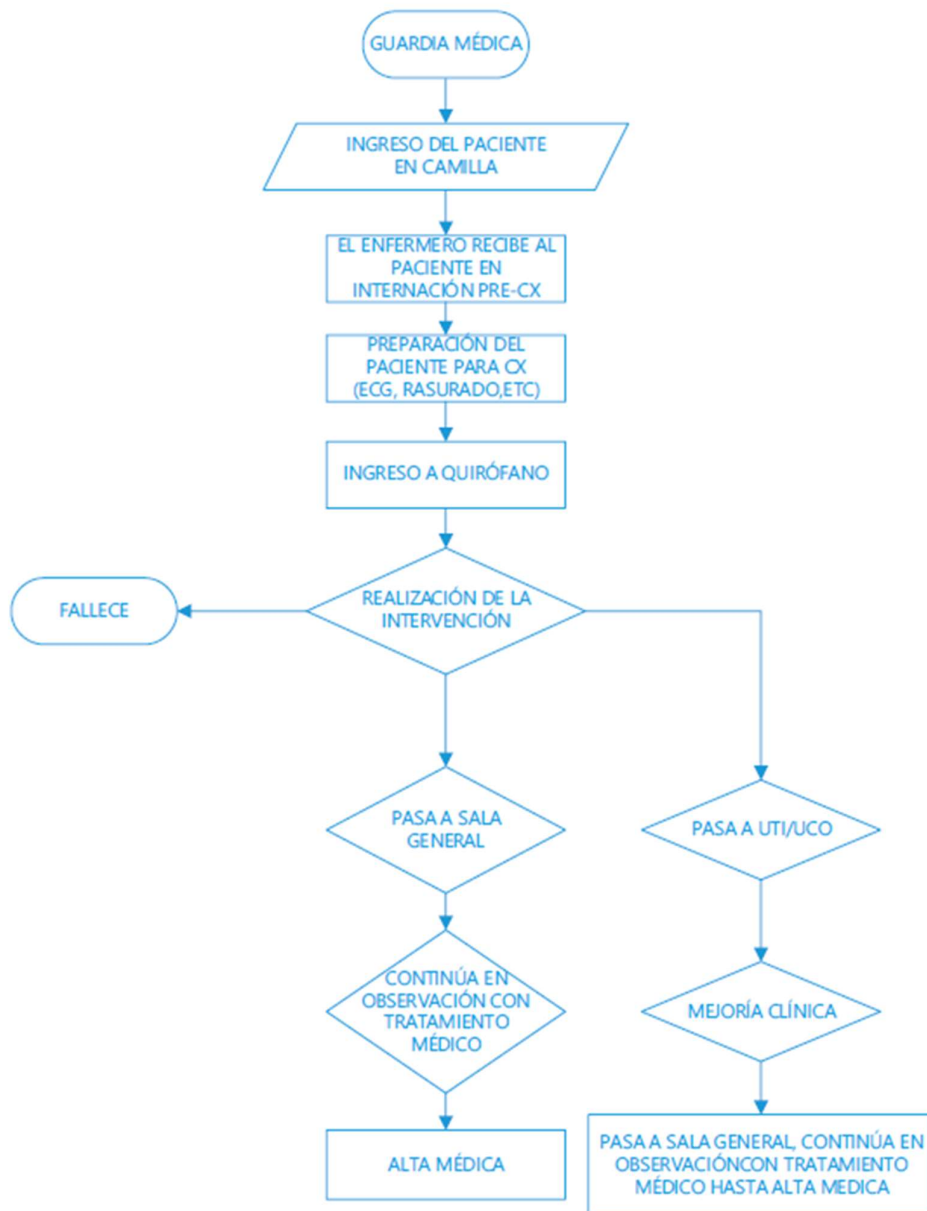 GUARDIA MÉDICA
INGRESO DEL PACIENTE
EN CAMILLA
EL ENFERMERO RECIBE AL
PACIENTE EN
INTERNACIÓN PRE-CX
PREPARACIÓN DEL
PACIENTE PARA CX
(ECG, RASURADO,ETC)
INGRESO A QUIRÓFANO
REALIZACIÓN DE LA
INTERVENCIÓN
FALLECE
PASA A SALA
GENERAL
PASA A UTI/UCO
CONTINÚA EN
OBSERVACIÓN CON
TRATAMIENTO
MÉDICO
MEJORÍA CLÍNICA
ALTA MÉDICA
PASA A SALA GENERAL, CONTINÚA EN
OBSERVACIÓNCON TRATAMIENTO
MÉDICO HASTA ALTA MEDICA